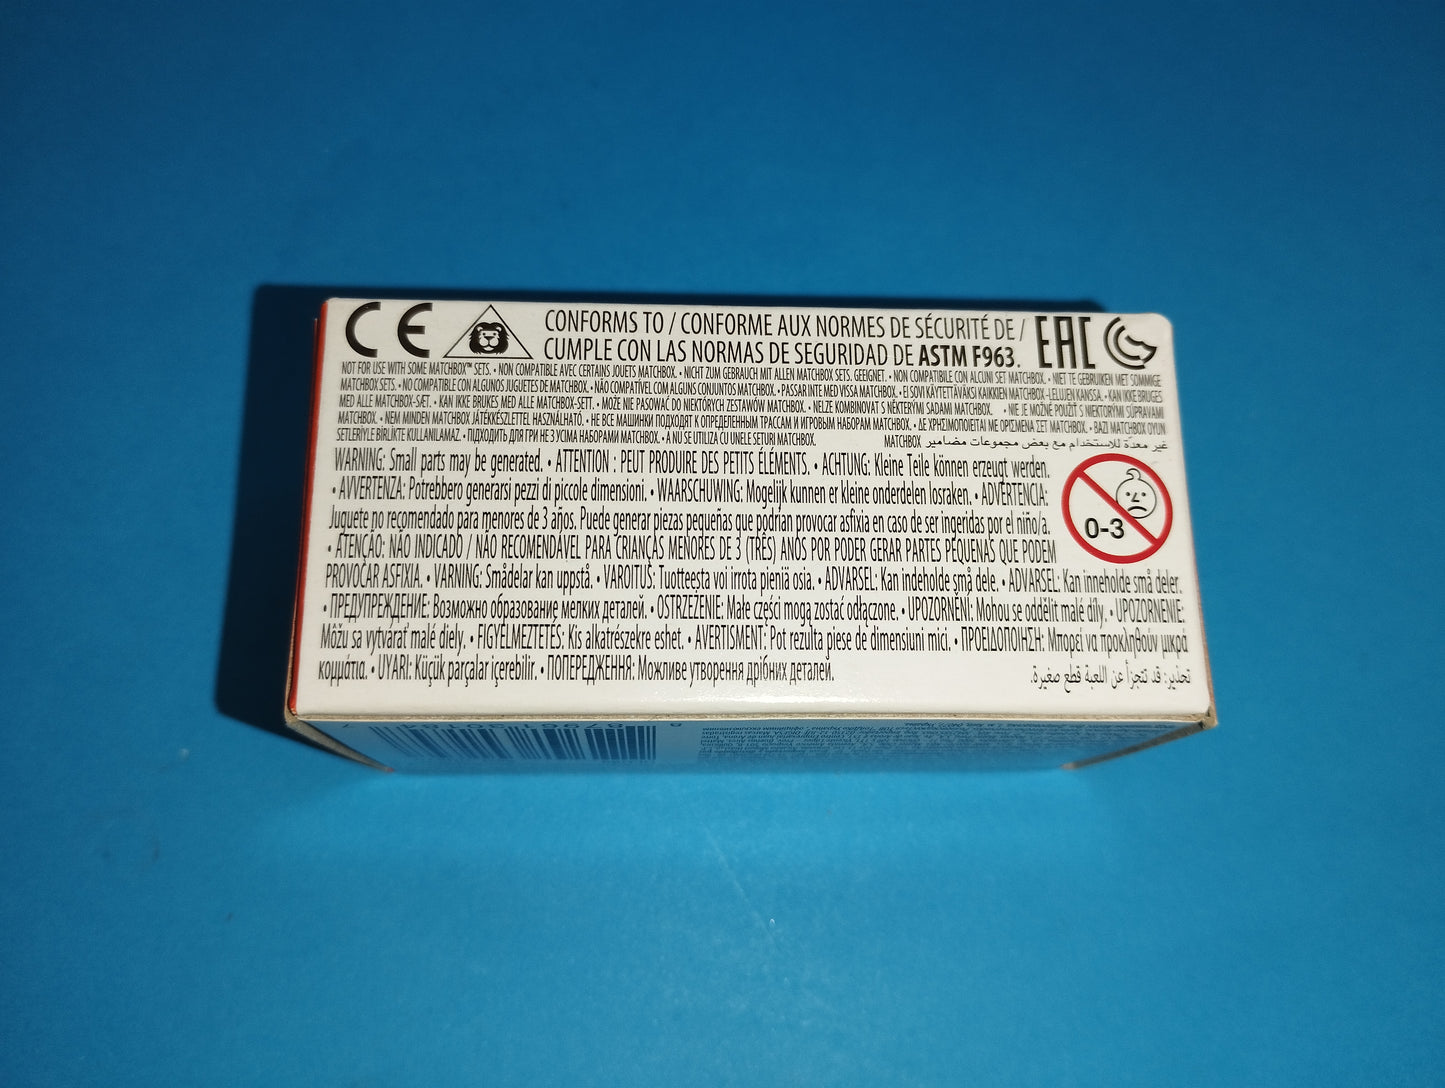 CE
CONFORMS TO / CONFORME AUX NORMES DE SÉCURITÉ DE /
CUMPLE CON LAS NORMAS DE SEGURIDAD DE ASTM F963.
EAC
NOT FOR USE WITH SOME MATCHBOX™ SETS. • NON COMPATIBLE AVEC CERTAINS JOUETS MATCHBOX. • NICHT ZUM GEBRAUCH MIT ALLEN MATCHBOX SETS. GEEIGNET. • NON COMPATIBILE CON ALCUNI SET MATCHBOX. • NIET TE GEBRUIKEN MET SOMMIGE
MATCHBOX SETS. • NO COMPATIBLE CON ALGUNOS JUGUETES DE MATCHBOX. • NÃO COMPATÍVEL COM ALGUNS CONJUNTOS MATCHBOX. • PASSAR INTE MED VISSA MATCHBOX. • EI SOVI KÄYTETTÄVÄKSI KAIKKIEN MATCHBOX-LELUJEN KANSSA. • KAN IKKE BRUGES
MED ALLE MATCHBOX-SÆT. • KAN IKKE BRUKES MED ALLE MATCHBOX-SETT. • MOŻE NIE PASOWAĆ DO NIEKTÓRYCH ZESTAWÓW MATCHBOX. • NELZE KOMBINOVAT S NĚKTERÝMI SADAMI MATCHBOX. • NIE JE MOŽNÉ POUŽIŤ S NIEKTORÝMI SÚPRAVAMI
MATCHBOX. • NEM MINDEN MATCHBOX JÁTÉKKÉSZLETTEL HASZNÁLHATÓ. • НЕ ВСЕ МАШИНКИ ПОДХОДЯТ К ОПРЕДЕЛЕННЫМ ТРАССАМ И ИГРОВЫМ НАБОРАМ MATCHBOX. • ΔΕ ΧΡΗΣΙΜΟΠΟΙΕΙΤΑΙ ΜΕ ΟΡΙΣΜΕΝΑ ΣΕΤ MATCHBOX. • BAZI MATCHBOX OYUN
SETLERİYLE BİRLİKTE KULLANILAMAZ. • ПІДХОДИТЬ ДЛЯ ГРИ НЕ З УСІМА НАБОРАМИ MATCHBOX. • A NU SE UTILIZA CU UNELE SETURI MATCHBOX. غير معدّة للاستخدام مع بعض مجموعات مضامير MATCHBOX
WARNING: Small parts may be generated. • ATTENTION : PEUT PRODUIRE DES PETITS ÉLÉMENTS. • ACHTUNG: Kleine Teile können erzeugt werden.
• AVVERTENZA: Potrebbero generarsi pezzi di piccole dimensioni. • WAARSCHUWING: Mogelijk kunnen er kleine onderdelen losraken. • ADVERTENCIA:
Juguete no recomendado para menores de 3 años. Puede generar piezas pequeñas que podrían provocar asfixia en caso de ser ingeridas por el niño/a.
0-3
• ATENÇÃO: NÃO INDICADO / NÃO RECOMENDÁVEL PARA CRIANÇAS MENORES DE 3 (TRÊS) ANOS POR PODER GERAR PARTES PEQUENAS QUE PODEM
PROVOCAR ASFIXIA. • VARNING: Smådelar kan uppstå. • VAROITUS: Tuotteesta voi irrota pieniä osia. • ADVARSEL: Kan indeholde små dele. • ADVARSEL: Kan inneholde små deler.
• ПРЕДУПРЕЖДЕНИЕ: Возможно образование мелких деталей. • OSTRZEŻENIE: Małe części mogą zostać odłączone. • UPOZORNĚNÍ: Mohou se oddělit malé díly. • UPOZORNENIE:
Môžu sa vytvárať malé diely. • FIGYELMEZTETÉS: Kis alkatrészekre eshet. • AVERTISMENT: Pot rezulta piese de dimensiuni mici. • ΠΡΟΕΙΔΟΠΟΙΗΣΗ: Μπορεί να προκληθούν μικρά
κομμάτια. • UYARI: Küçük parçalar içerebilir. • ПОПЕРЕДЖЕННЯ: Можливе утворення дрібних деталей. تحذير: قد تتجزأ عن اللعبة قطع صغيرة.